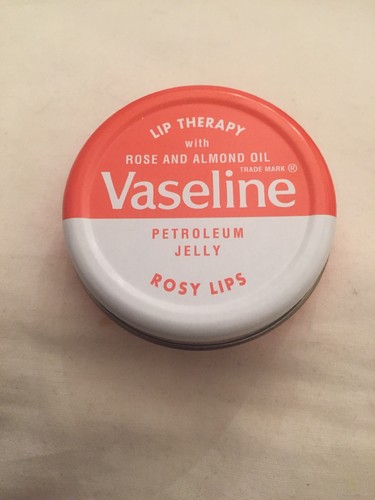 LIP THERAPY
with
ROSE AND ALMOND OIL
TRADE MARK ®
Vaseline
PETROLEUM
JELLY
ROSY LIPS